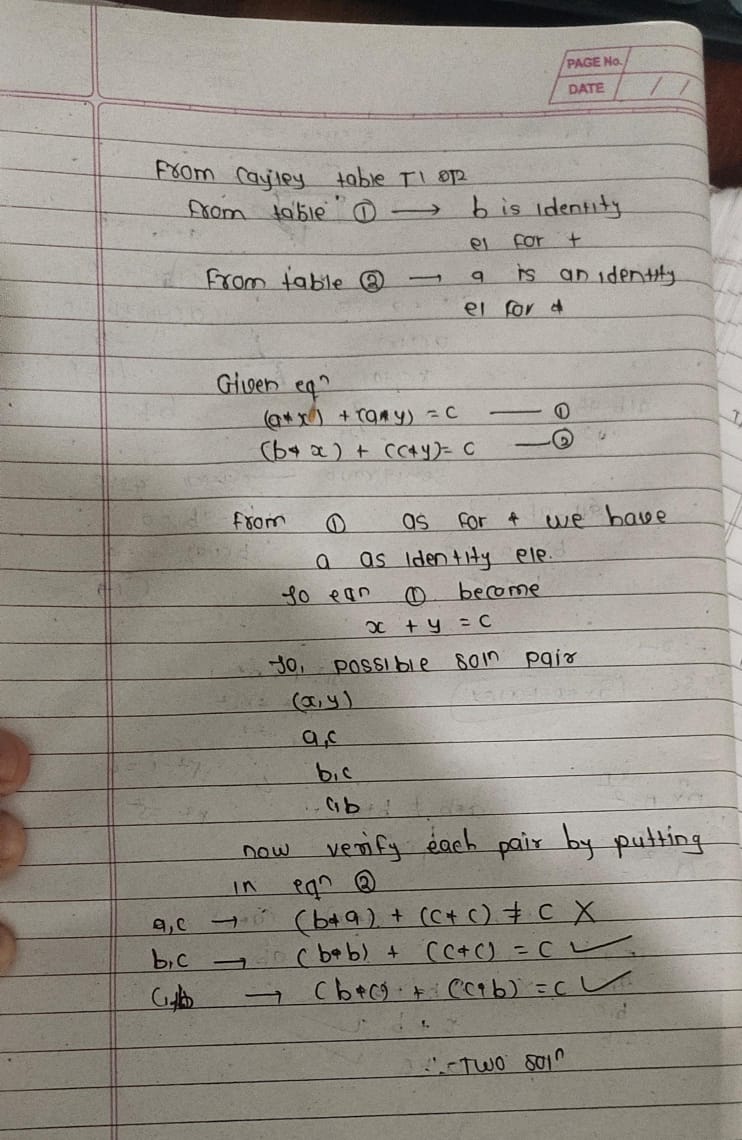 PAGE No.
DATE / /
From Cayley table T1 & T2
From table ① → b is identity
el for +
From table ② → a is an identity
el for *
Given eqⁿ
(a*x) + (a*y) = c —— ①
(b*x) + (c*y) = c —— ②
from ① as for * we have
a as identity ele.
so eqn ① become
x + y = c
So, possible soln pair
(x,y)
a,c
b,c
c,b
now verify each pair by putting
in eqn ②
a,c → (b*a) + (c*c) ≠ c X
b,c → (b*b) + (c*c) = c ✓
c,b → (b*c) + (c*b) = c ✓
∴ Two solⁿ